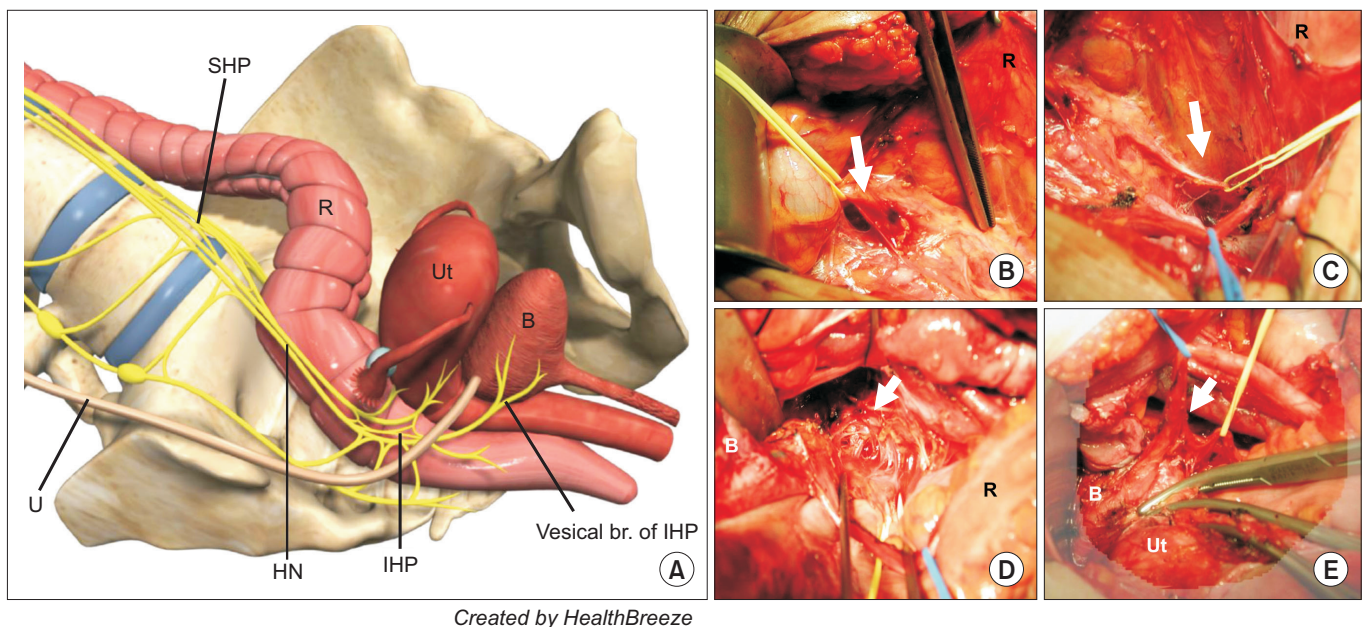 SHP
R
Ut
B
U
HN
IHP
Vesical br. of IHP
A
R
B
R
C
B
R
D
B
Ut
E
Created by HealthBreeze